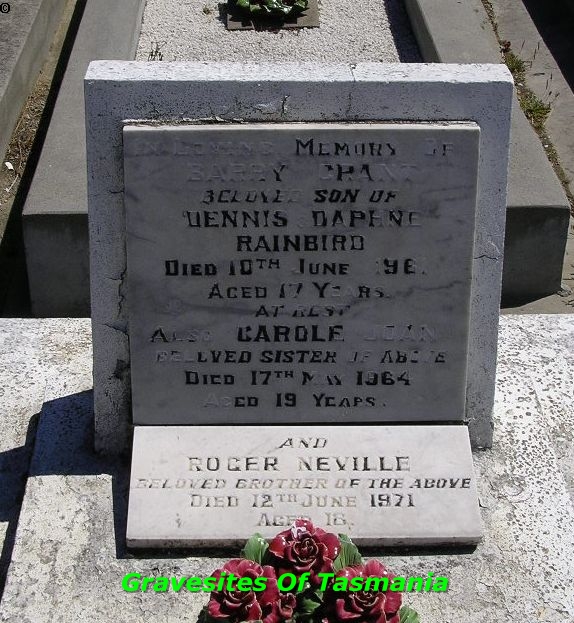 ©
IN LOVING MEMORY OF
BARRY GRANT
BELOVED SON OF
DENNIS DAPHNE
RAINBIRD
DIED 10TH JUNE 1961
AGED 17 YEARS.
AT REST
ALSO CAROLE JOAN
BELOVED SISTER OF ABOVE
DIED 17TH MAY 1964
AGED 19 YEARS.
AND
ROGER NEVILLE
BELOVED BROTHER OF THE ABOVE
DIED 12TH JUNE 1971
AGED 18.
Gravesites Of Tasmania